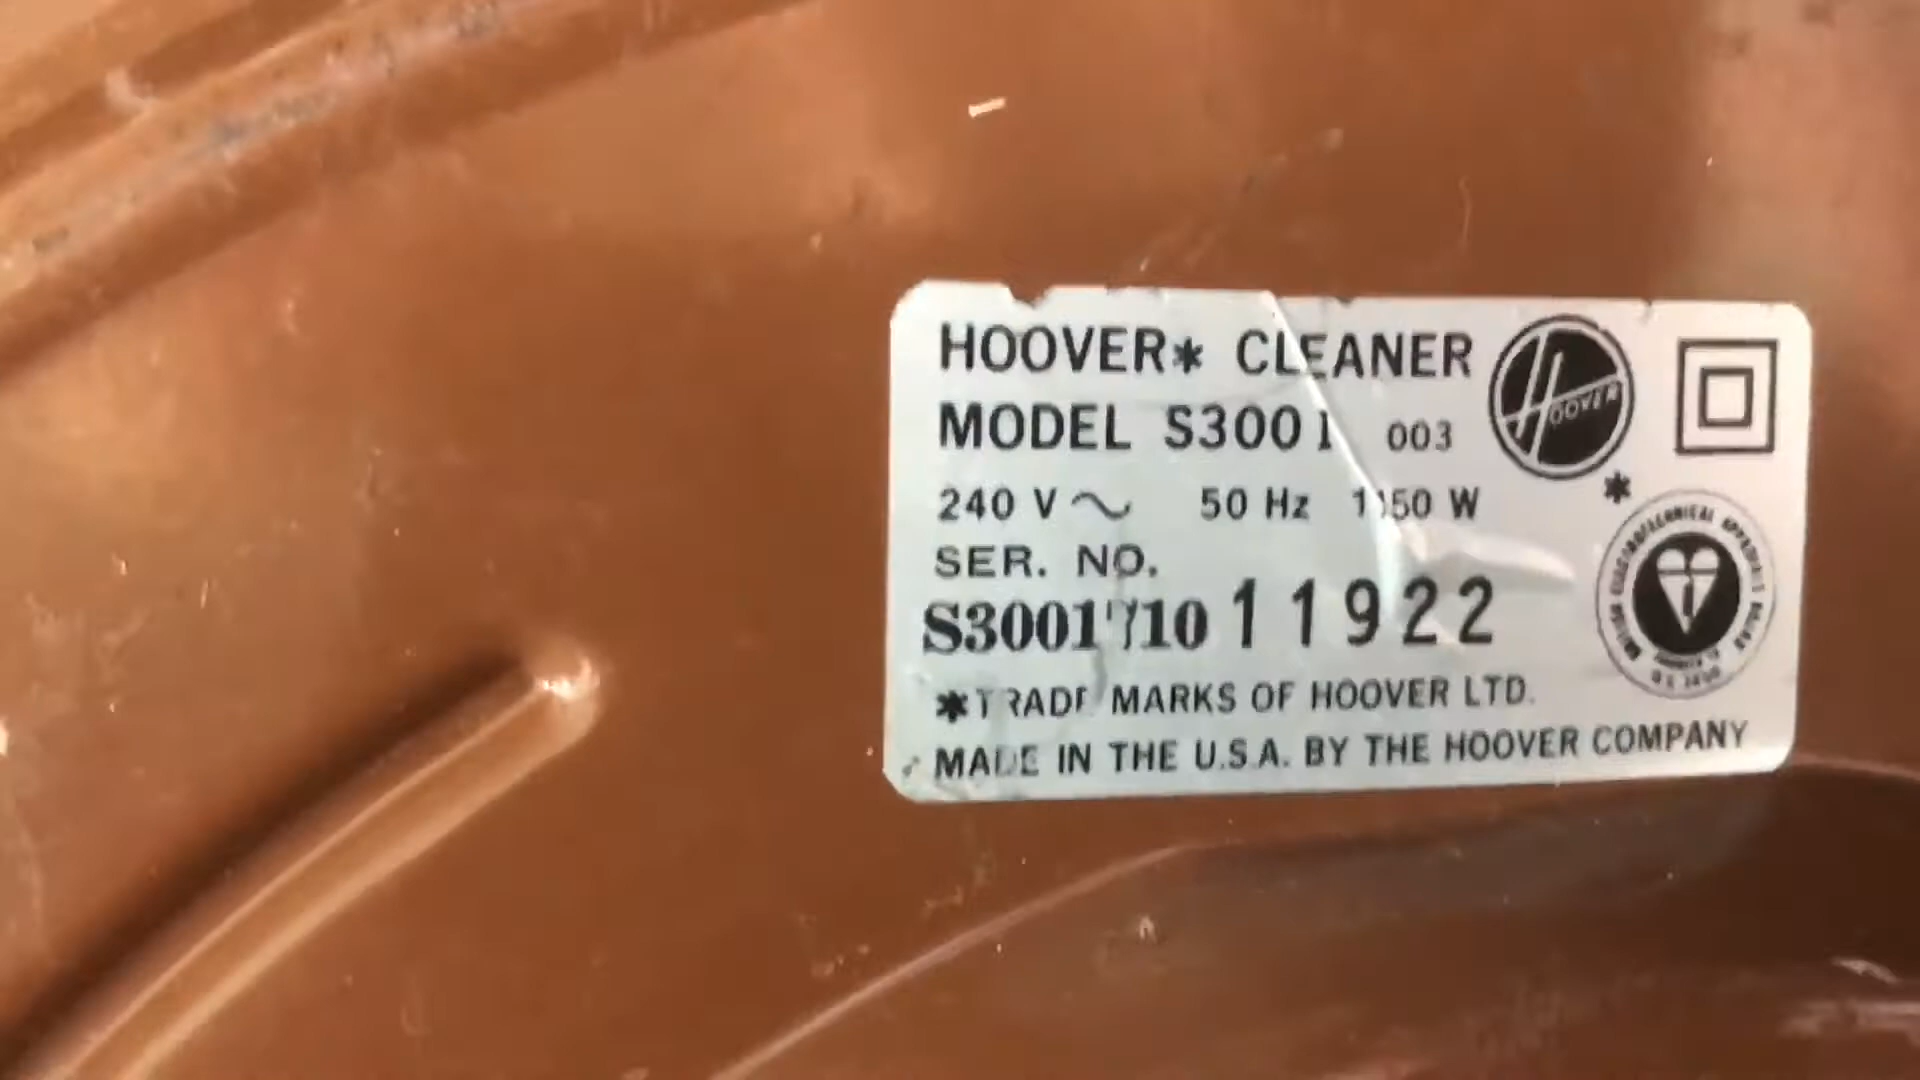 HOOVER* CLEANER
MODEL S3001 003
HOOVER
240 V~ 50 Hz 1150 W
SER. NO.
S3001710 11922
*TRADE MARKS OF HOOVER LTD.
MADE IN THE U.S.A. BY THE HOOVER COMPANY